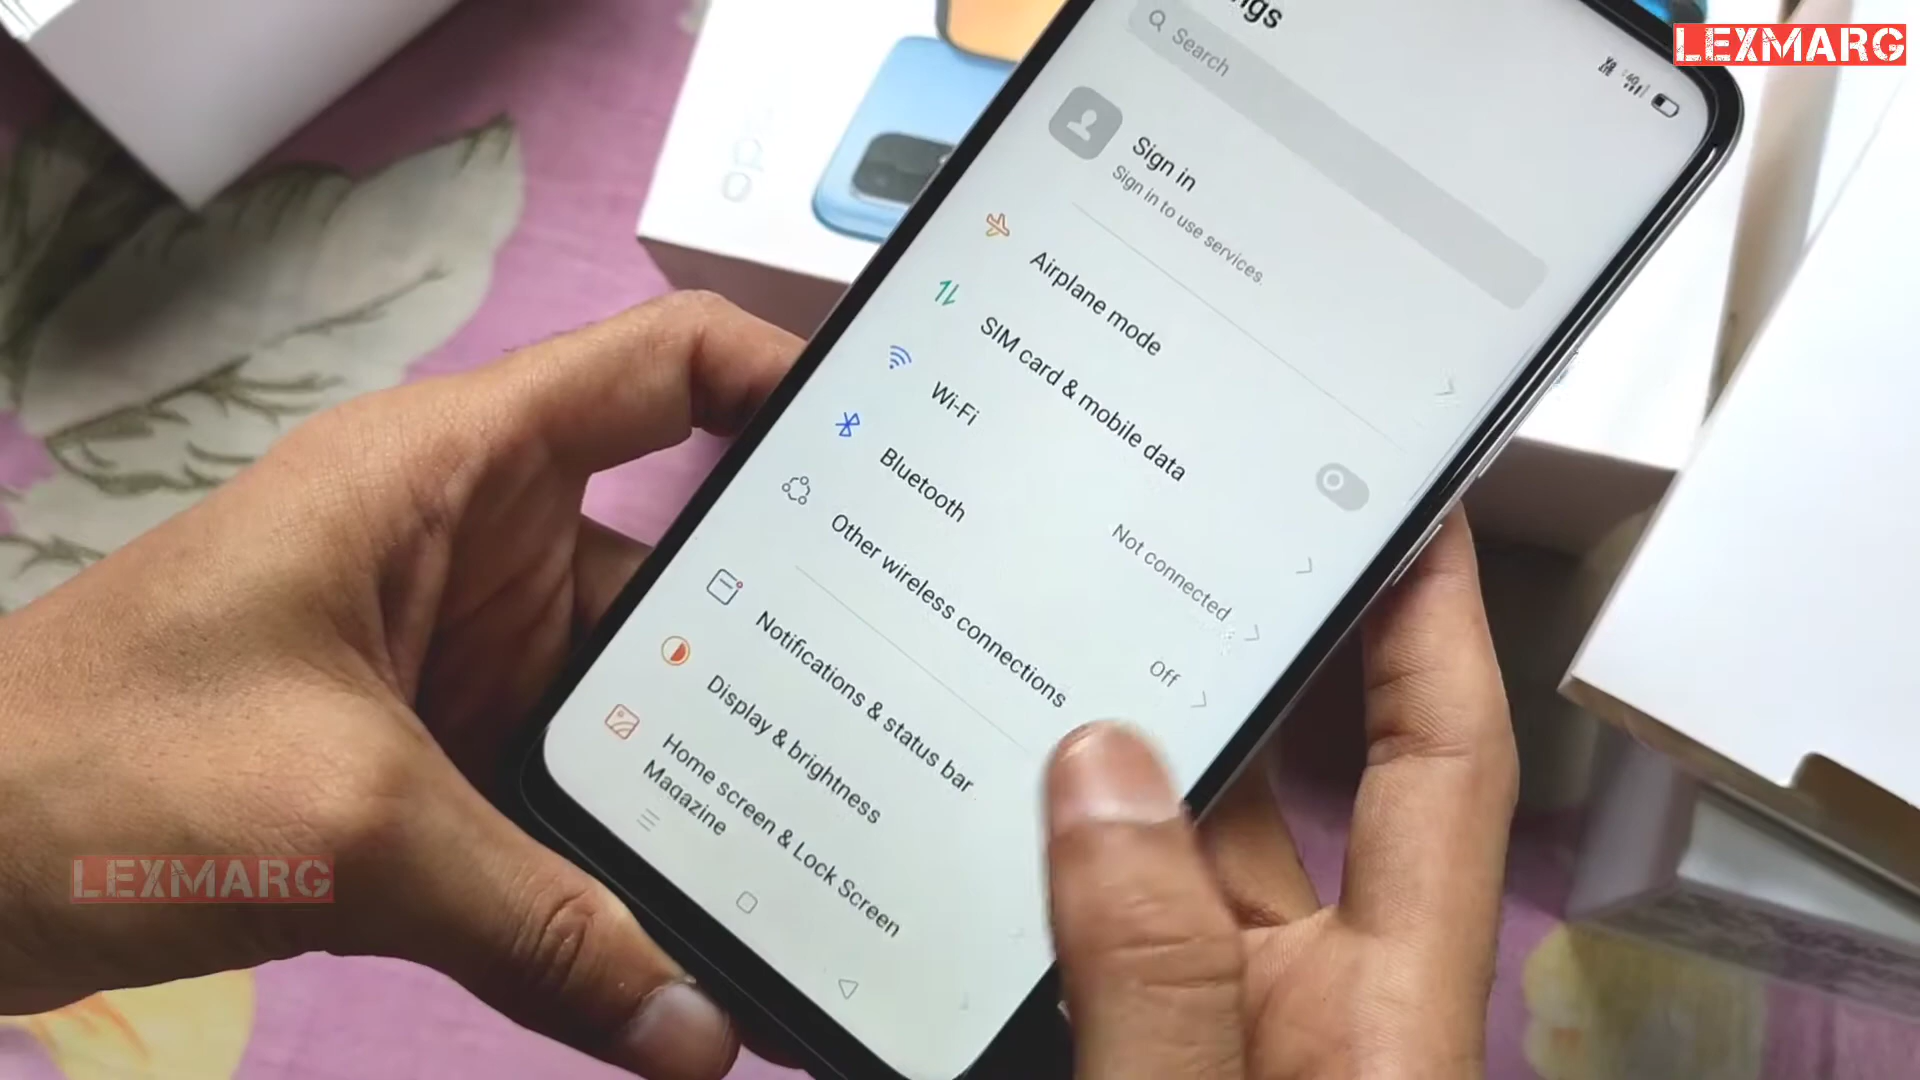 LEXMARG
ngs
Search
Sign in
Sign in to use services.
Airplane mode
SIM card & mobile data
Wi-Fi
Not connected
Bluetooth
Off
Other wireless connections
Notifications & status bar
Display & brightness
Home screen & Lock Screen
Magazine
LEXMARG